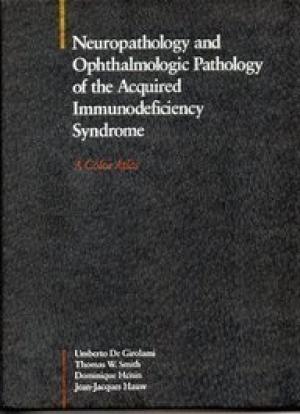 Neuropathology and
Ophthalmologic Pathology
of the Acquired
Immunodeficiency
Syndrome
A Color Atlas
Umberto De Girolami
Thomas W. Smith
Dominique Hénin
Jean-Jacques Hauw